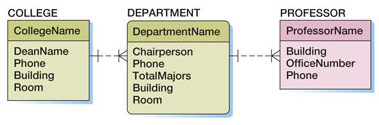 COLLEGE
CollegeName
DeanName
Phone
Building
Room
DEPARTMENT
DepartmentName
Chairperson
Phone
TotalMajors
Building
Room
PROFESSOR
ProfessorName
Building
OfficeNumber
Phone